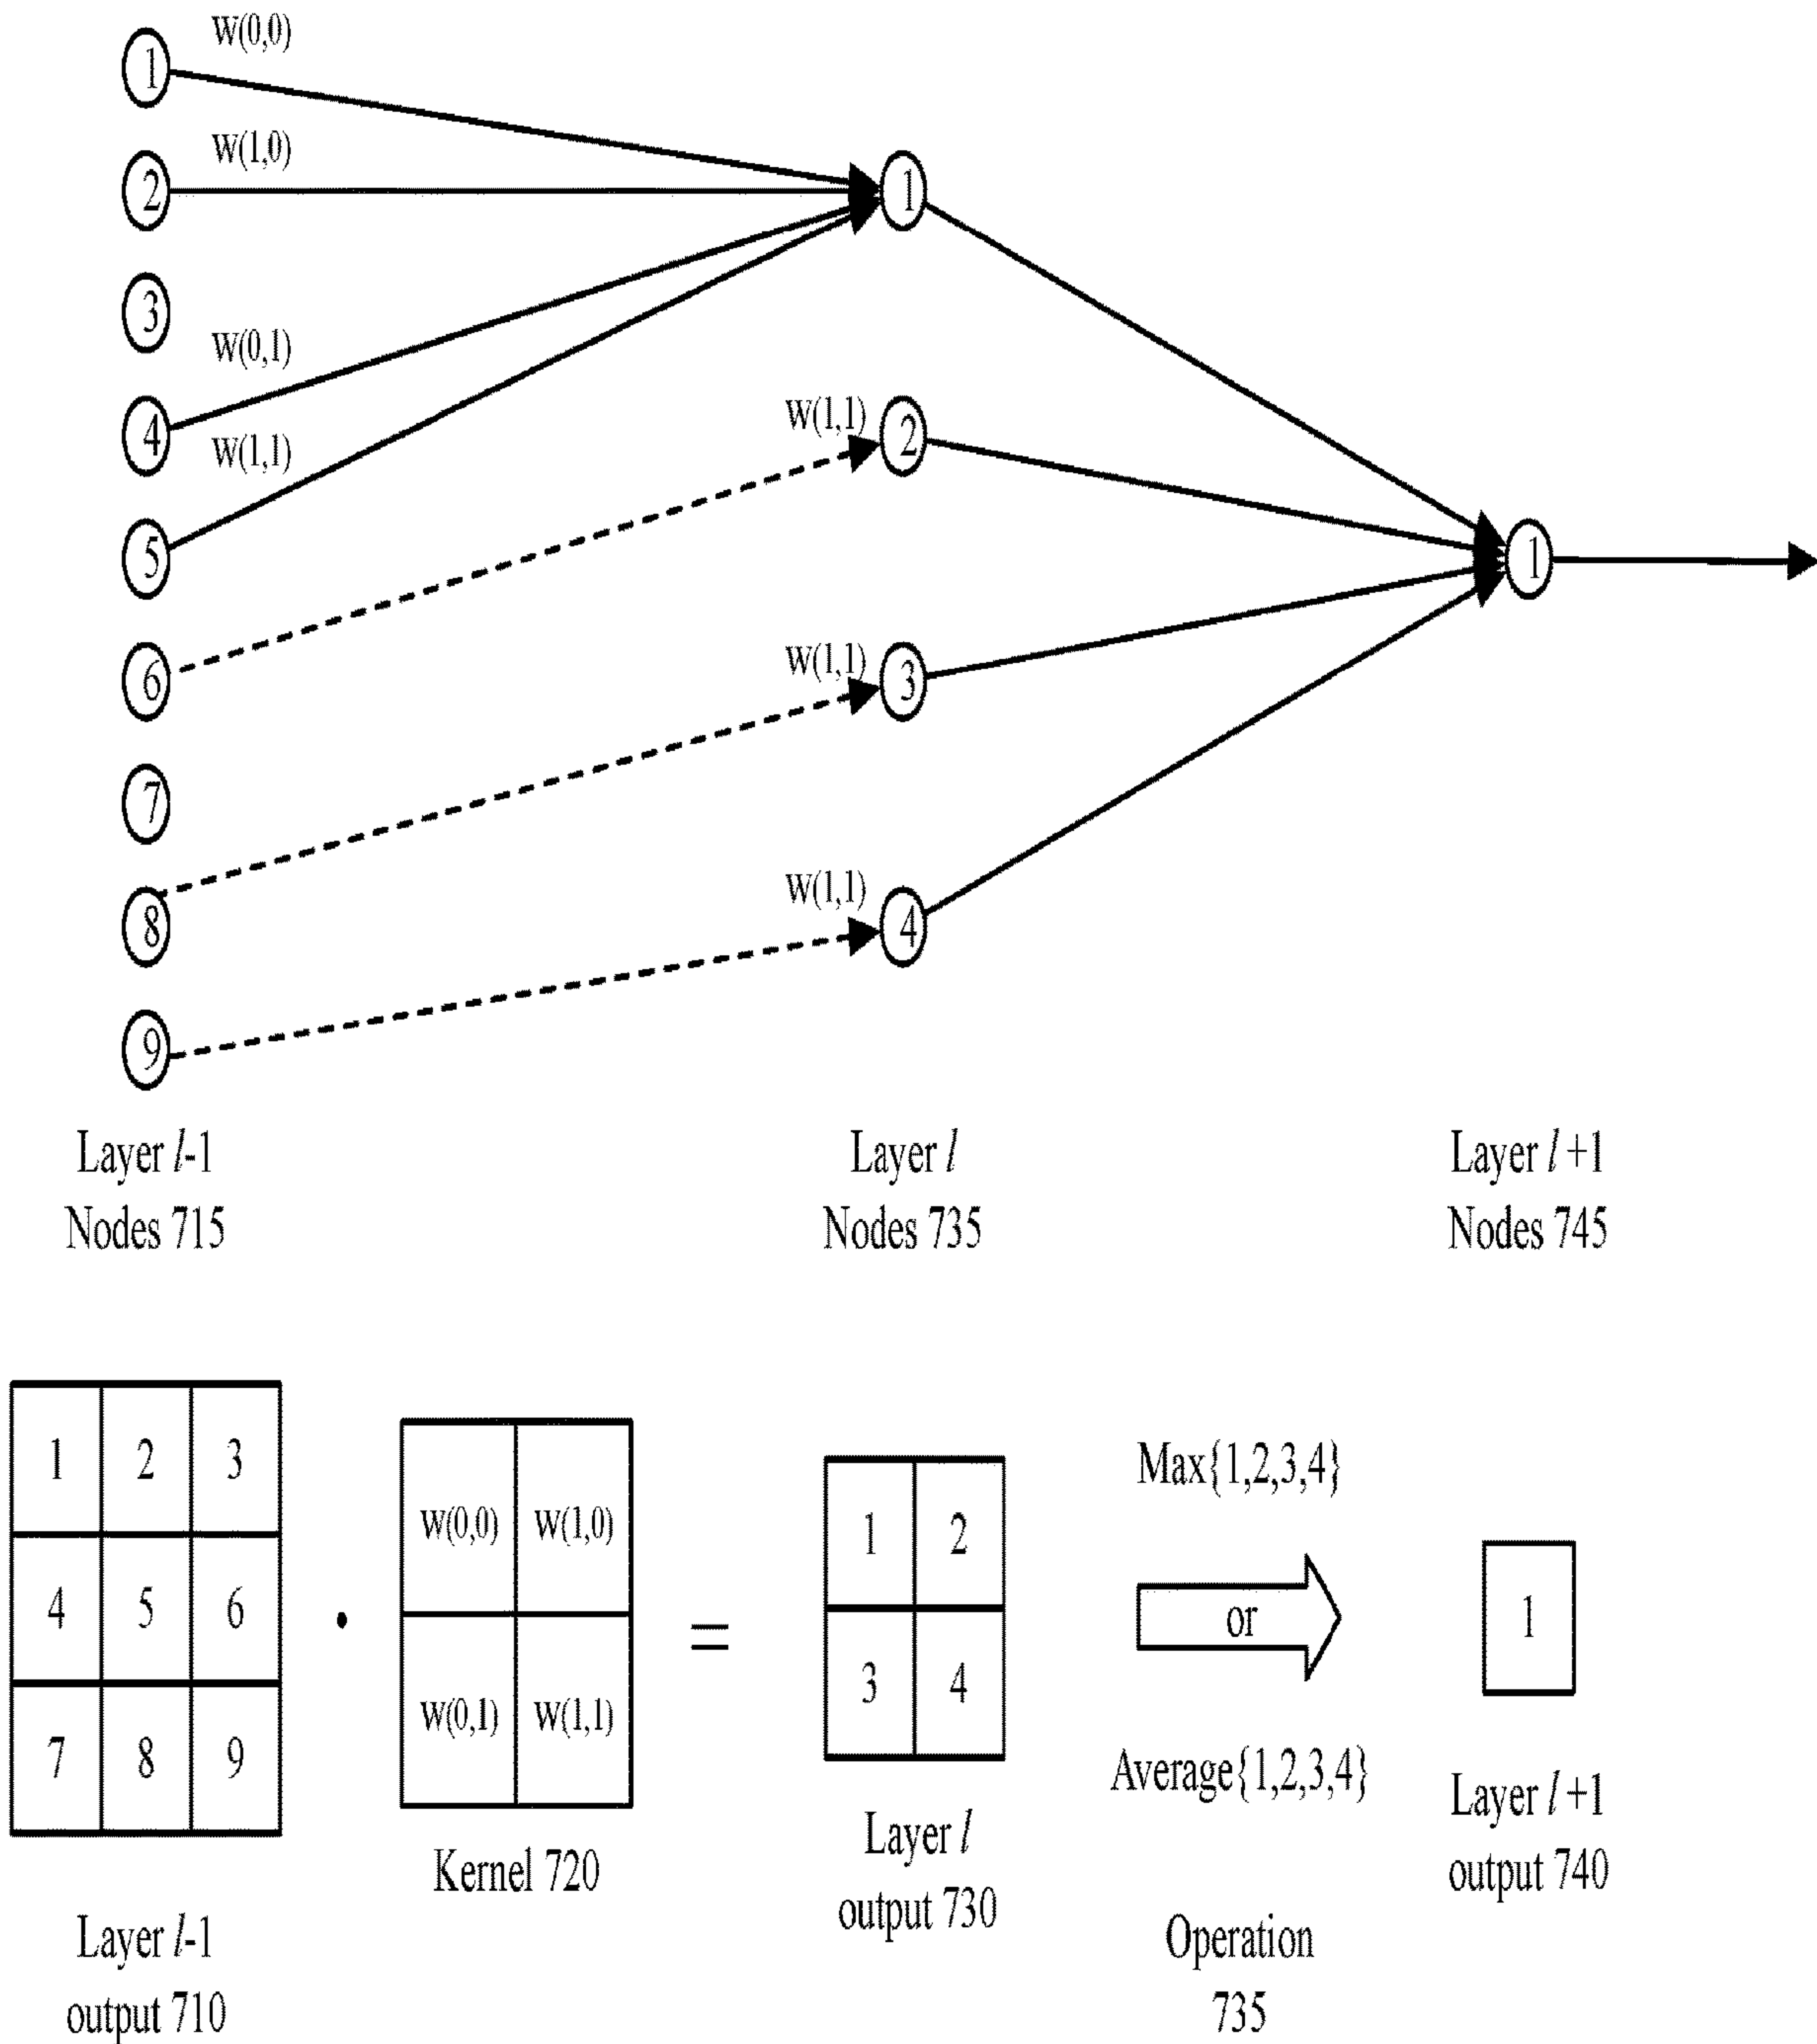 W(0,0)
1
W(1,0)
2
1
3
W(0,1)
4
W(1,1)
W(1,1)
2
5
1
6
W(1,1)
3
7
8
W(1,1)
4
9
Layer l-1
Nodes 715
Layer l
Nodes 735
Layer l +1
Nodes 745
1 2 3
4 5 6
7 8 9
Layer l-1
output 710
·
W(0,0) W(1,0)
W(0,1) W(1,1)
Kernel 720
=
1 2
3 4
Layer l
output 730
Max{1,2,3,4}
or
Average{1,2,3,4}
Operation
735
1
Layer l +1
output 740